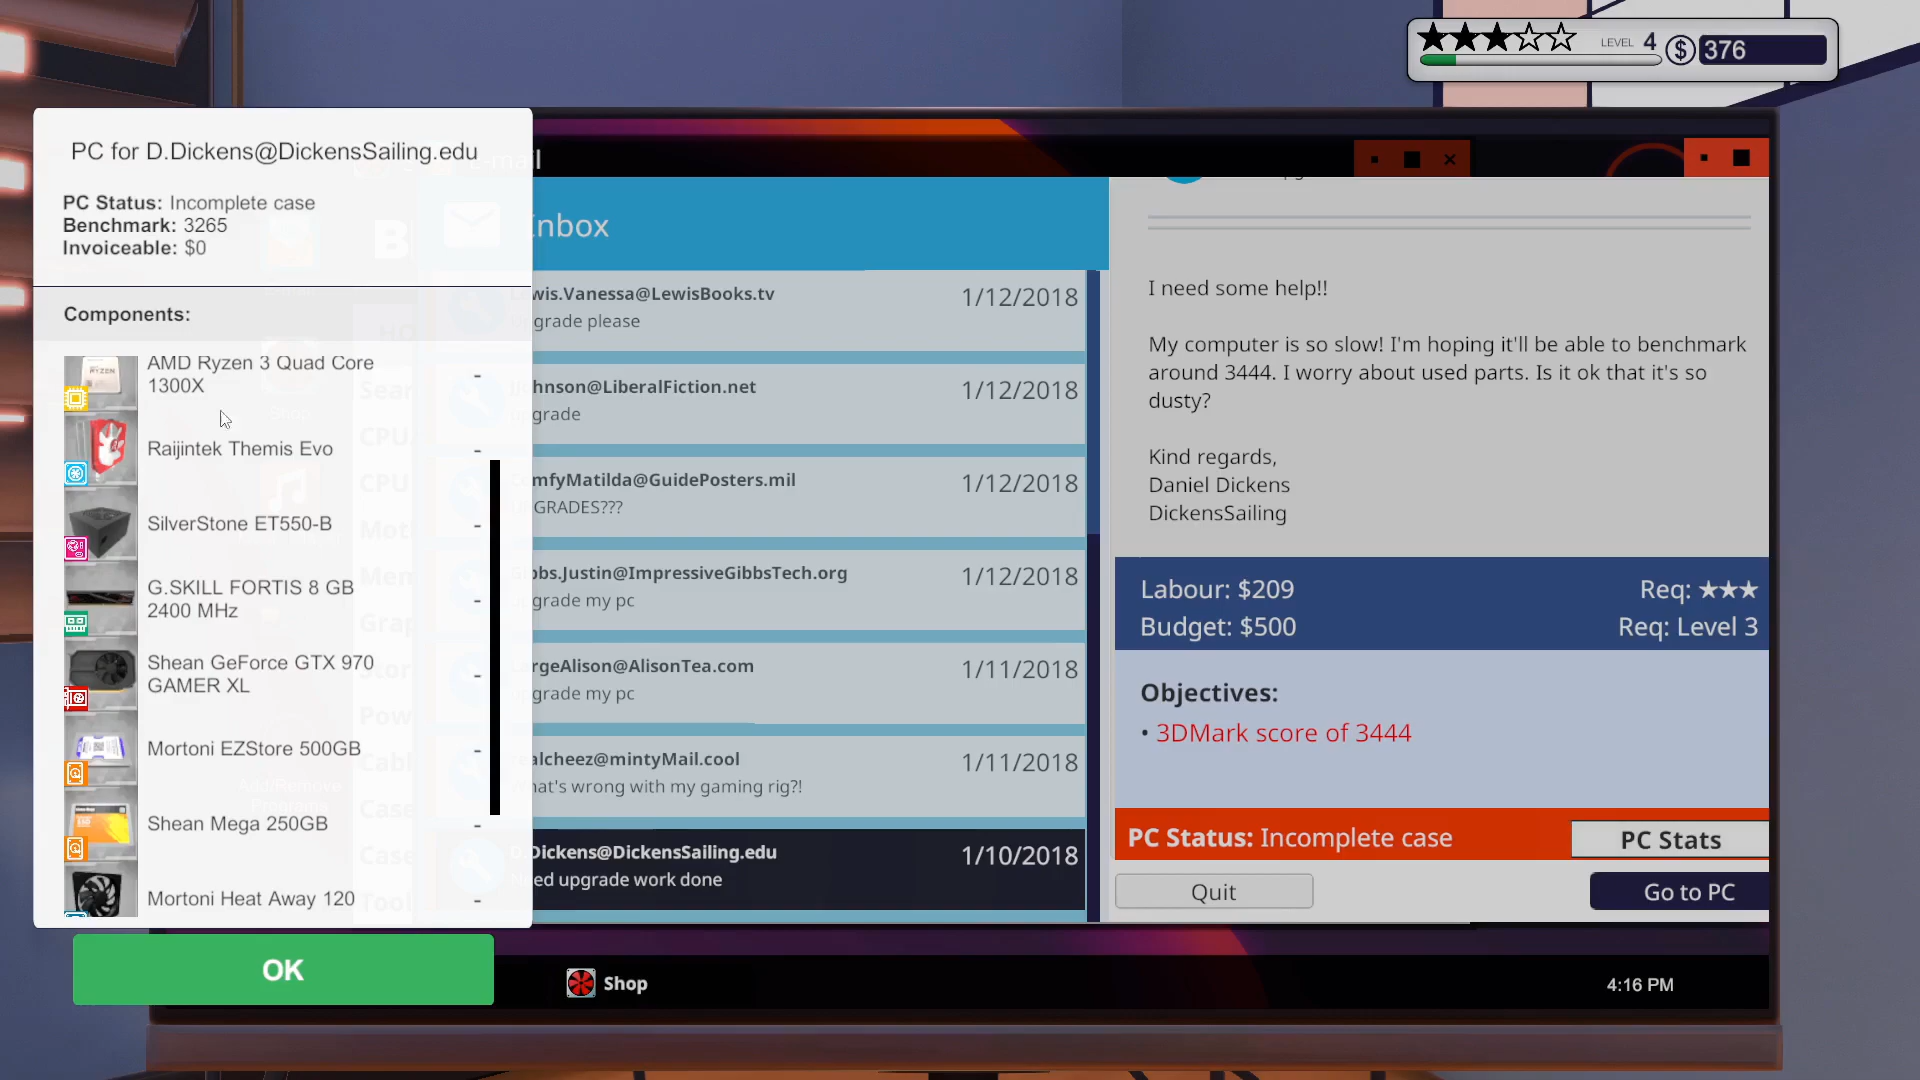 LEVEL 4
$ 376
PC for D.Dickens@DickensSailing.edu
PC Status: Incomplete case
Benchmark: 3265
Invoiceable: $0
Components:
AMD Ryzen 3 Quad Core
1300X
-
Raijintek Themis Evo
-
SilverStone ET550-B
-
G.SKILL FORTIS 8 GB
2400 MHz
-
Shean GeForce GTX 970
GAMER XL
-
Mortoni EZStore 500GB
-
Shean Mega 250GB
-
Mortoni Heat Away 120
-
OK
Inbox
Lewis.Vanessa@LewisBooks.tv
1/12/2018
grade please
hnson@LiberalFiction.net
1/12/2018
grade
mfyMatilda@GuidePosters.mil
1/12/2018
GRADES???
bbs.Justin@ImpressiveGibbsTech.org
1/12/2018
grade my pc
rgeAlison@AlisonTea.com
1/11/2018
grade my pc
alcheez@mintyMail.cool
1/11/2018
hat's wrong with my gaming rig?!
D.Dickens@DickensSailing.edu
1/10/2018
Need upgrade work done
I need some help!!
My computer is so slow! I'm hoping it'll be able to benchmark
around 3444. I worry about used parts. Is it ok that it's so
dusty?
Kind regards,
Daniel Dickens
DickensSailing
Labour: $209
Req: ★★★
Budget: $500
Req: Level 3
Objectives:
• 3DMark score of 3444
PC Status: Incomplete case
PC Stats
Quit
Go to PC
Shop
4:16 PM